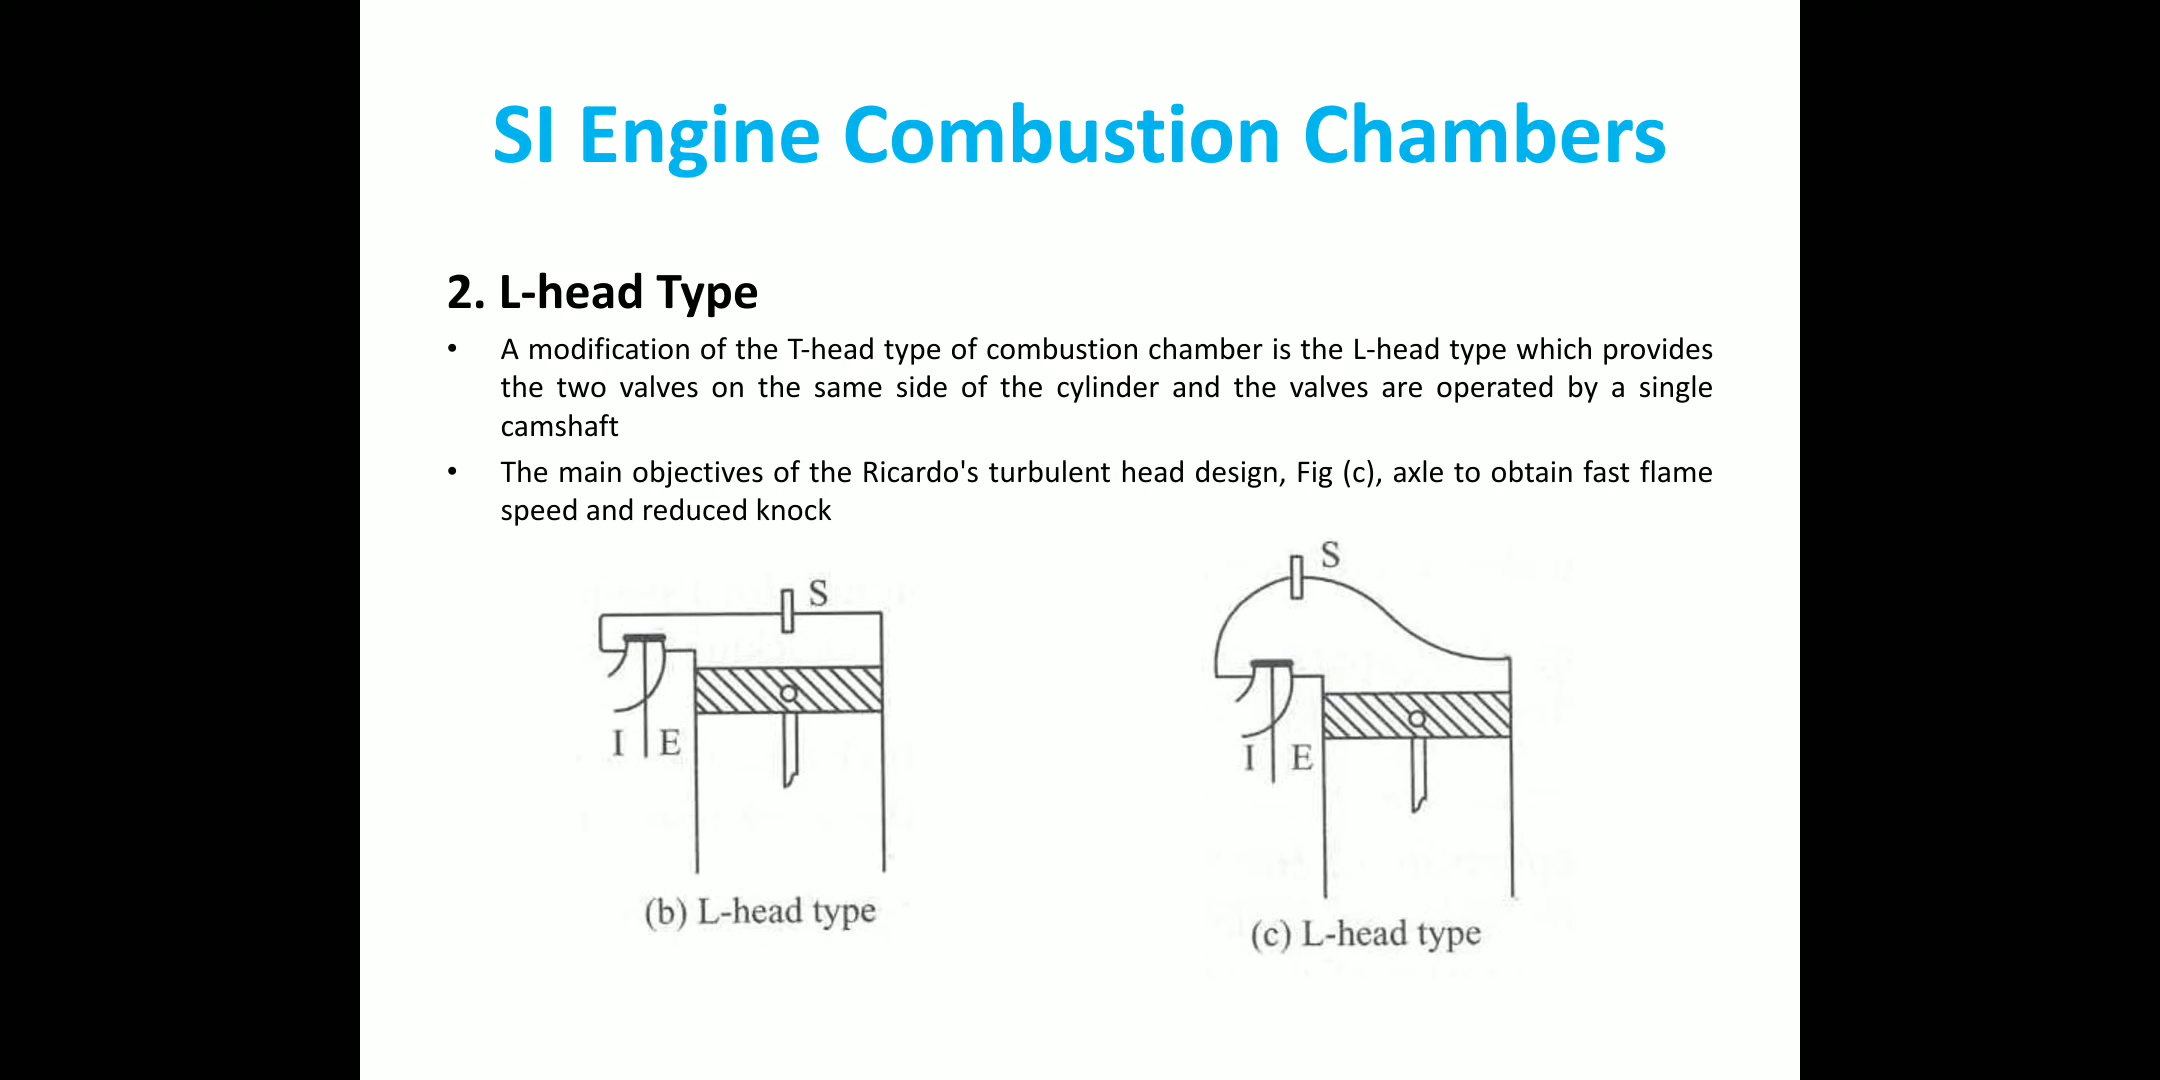 SI Engine Combustion Chambers
2. L-head Type
• A modification of the T-head type of combustion chamber is the L-head type which provides
the two valves on the same side of the cylinder and the valves are operated by a single
camshaft
• The main objectives of the Ricardo's turbulent head design, Fig (c), axle to obtain fast flame
speed and reduced knock
S
I E
(b) L-head type
S
I E
(c) L-head type